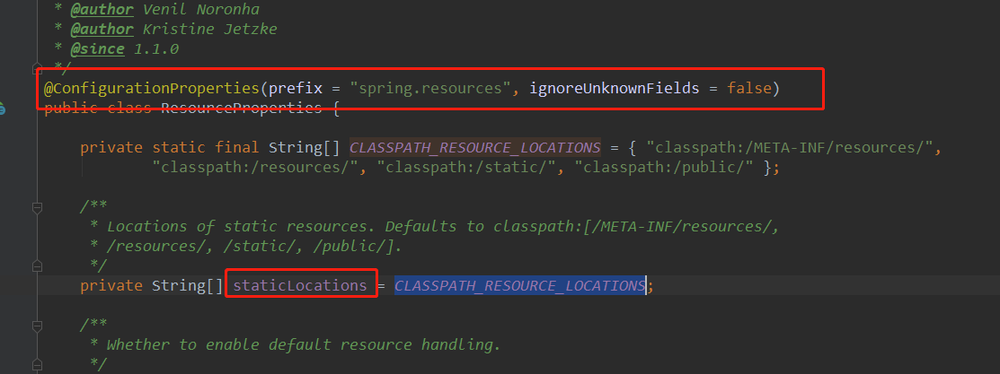 * @author Venil Noronha
* @author Kristine Jetzke
* @since 1.1.0
*/
@ConfigurationProperties(prefix = "spring.resources", ignoreUnknownFields = false)
public class ResourceProperties {
private static final String[] CLASSPATH_RESOURCE_LOCATIONS = { "classpath:/META-INF/resources/",
"classpath:/resources/", "classpath:/static/", "classpath:/public/" };
/**
* Locations of static resources. Defaults to classpath:[/META-INF/resources/,
* /resources/, /static/, /public/].
*/
private String[] staticLocations = CLASSPATH_RESOURCE_LOCATIONS;
/**
* Whether to enable default resource handling.
*/